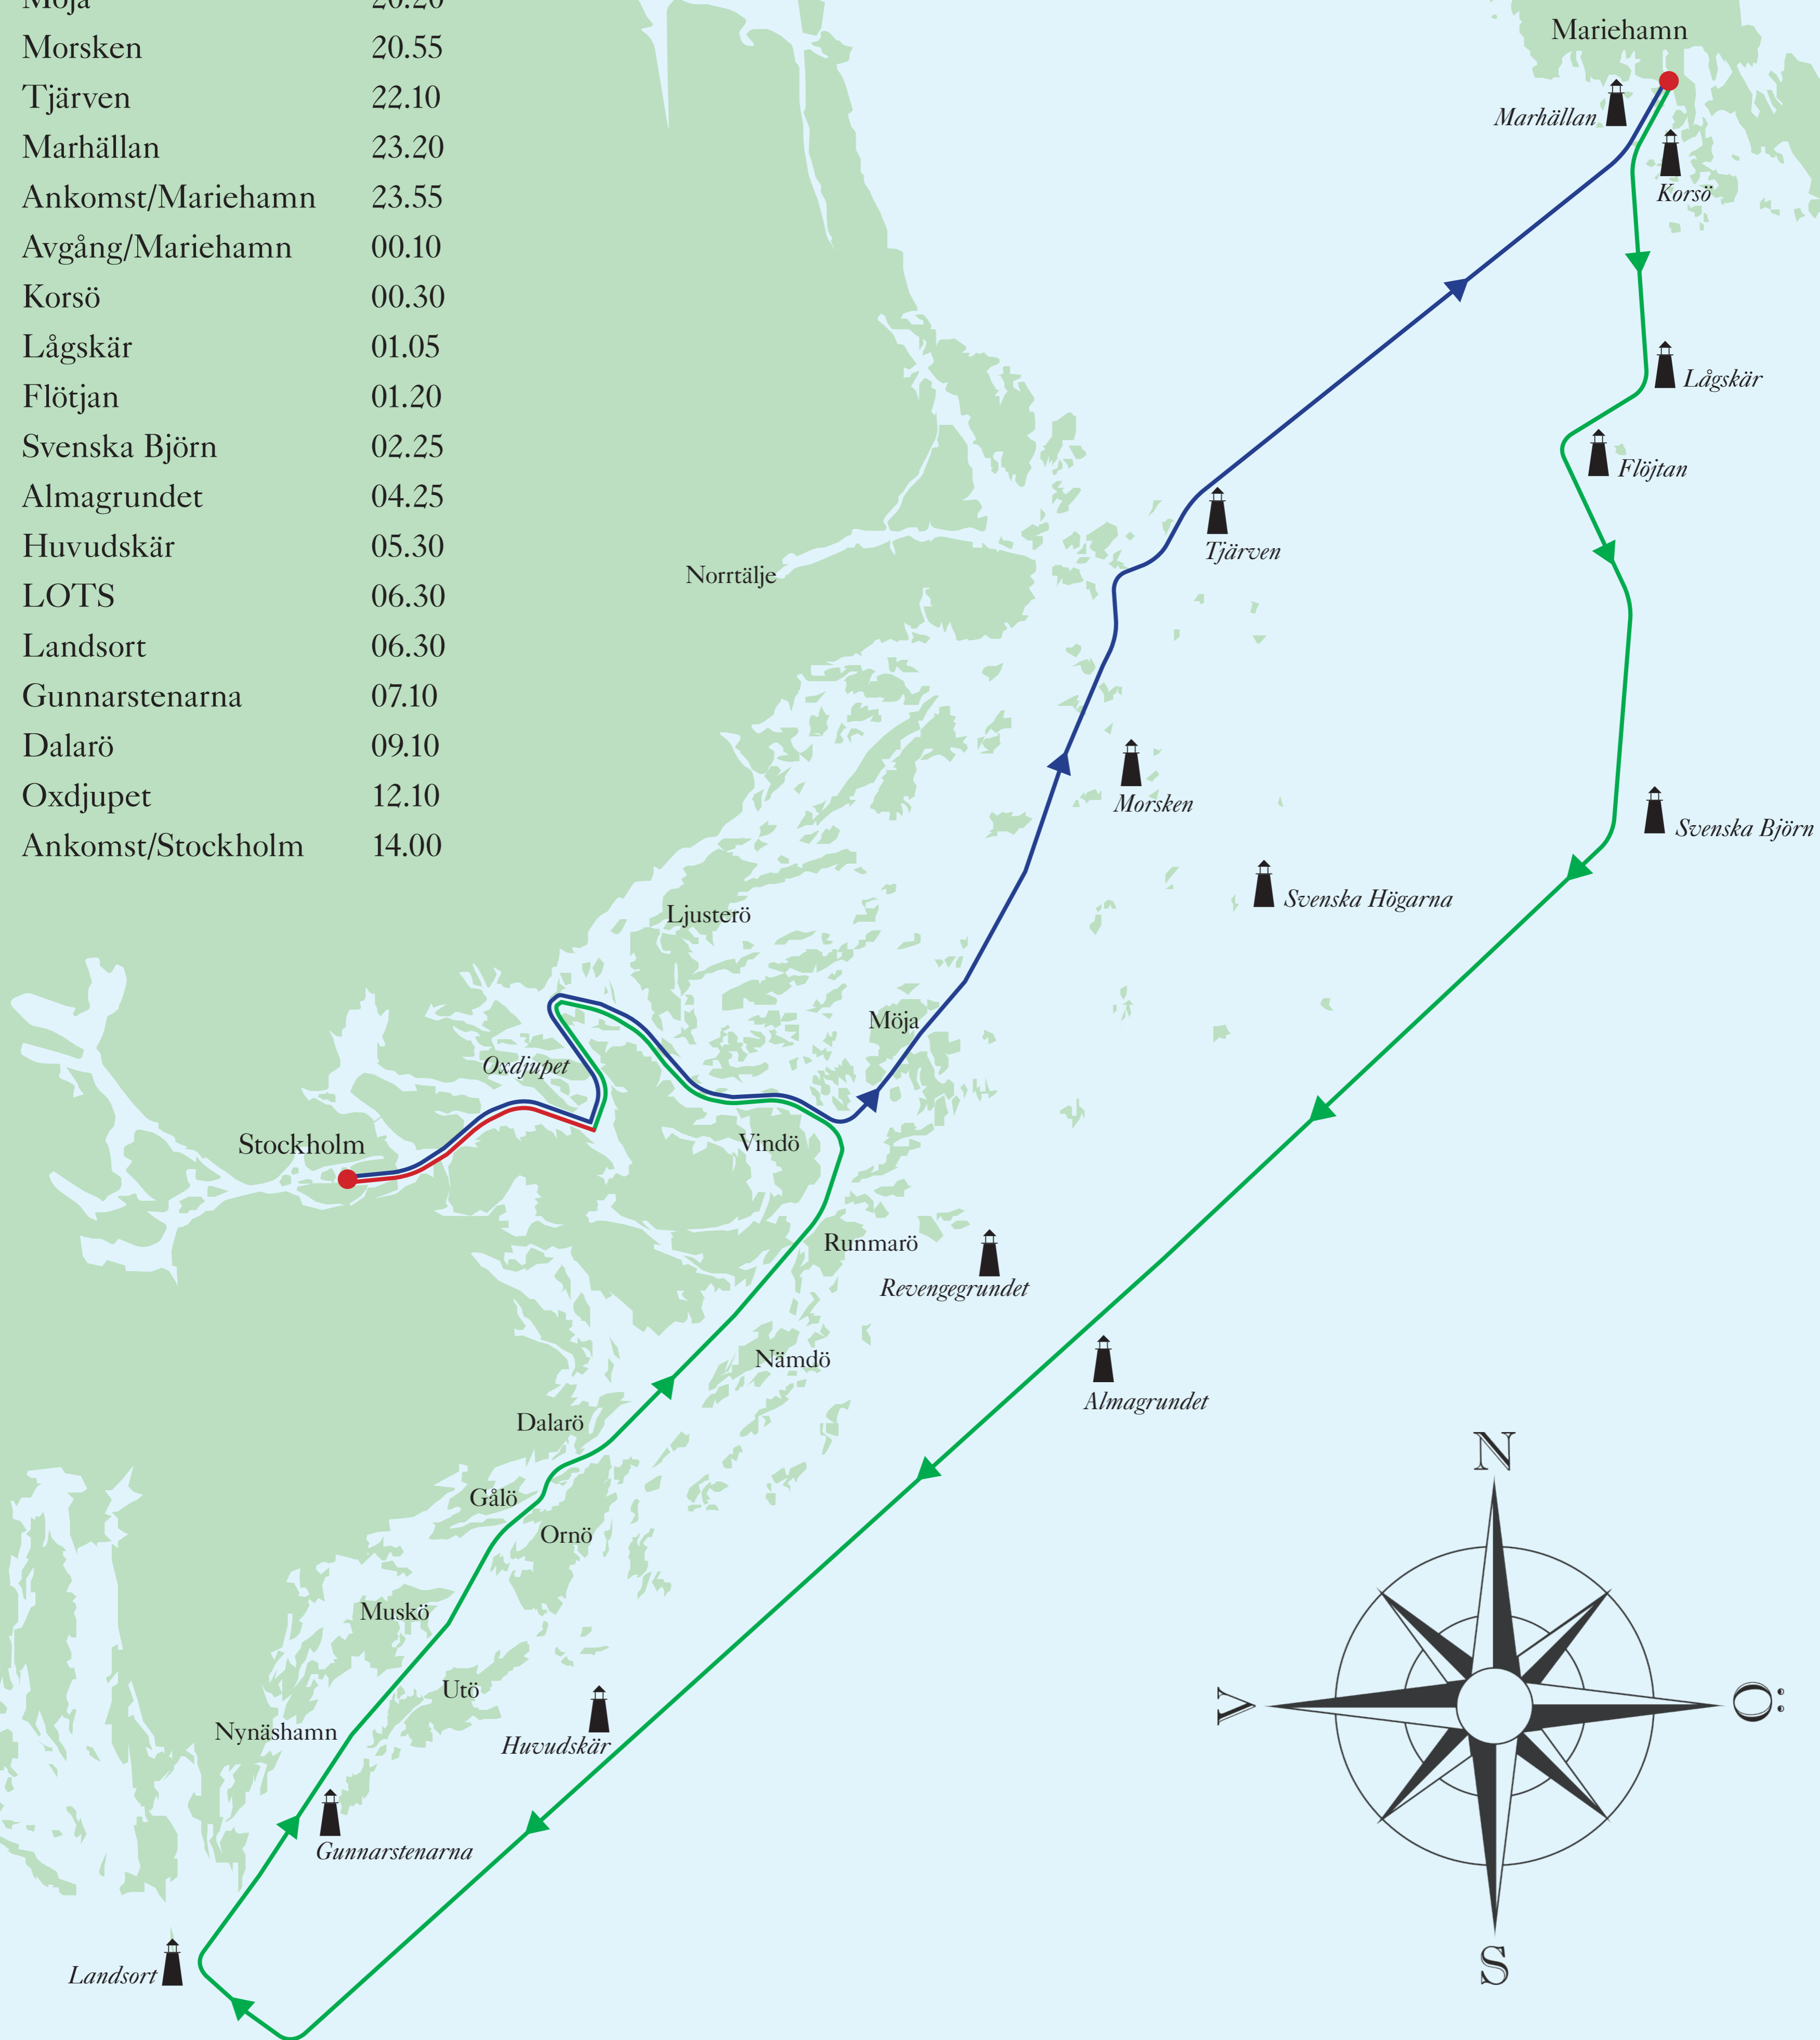 Möja 20.20
Morsken 20.55
Tjärven 22.10
Marhällan 23.20
Ankomst/Mariehamn 23.55
Avgång/Mariehamn 00.10
Korsö 00.30
Lågskär 01.05
Flötjan 01.20
Svenska Björn 02.25
Almagrundet 04.25
Huvudskär 05.30
LOTS 06.30
Landsort 06.30
Gunnarstenarna 07.10
Dalarö 09.10
Oxdjupet 12.10
Ankomst/Stockholm 14.00
Mariehamn
Marhällan
Korsö
Lågskär
Flöjtan
Tjärven
Norrtälje
Morsken
Svenska Björn
Svenska Högarna
Ljusterö
Möja
Oxdjupet
Stockholm
Vindö
Runmarö
Revengegrundet
Nämdö
Almagrundet
Dalarö
Gålö
Ornö
Muskö
Utö
Nynäshamn
Huvudskär
Gunnarstenarna
Landsort
N
V
Ö
S